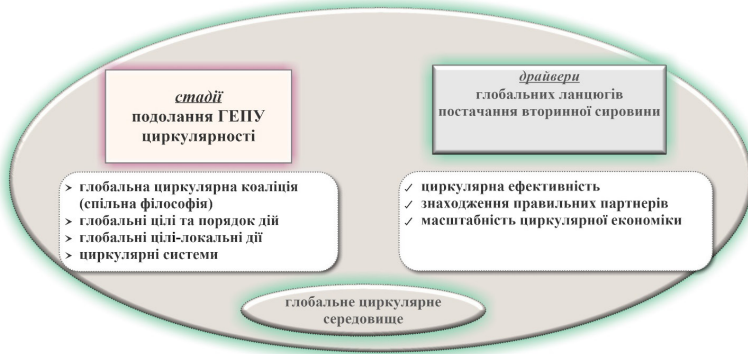 стадії
подолання ГЕПУ
циркулярності
драйвери
глобальних ланцюгів
постачання вторинної сировини
➢ глобальна циркулярна коаліція
(спільна філософія)
➢ глобальні цілі та порядок дій
➢ глобальні цілі-локальні дії
➢ циркулярні системи
✓ циркулярна ефективність
✓ знаходження правильних партнерів
✓ масштабність циркулярної економіки
глобальне циркулярне
середовище